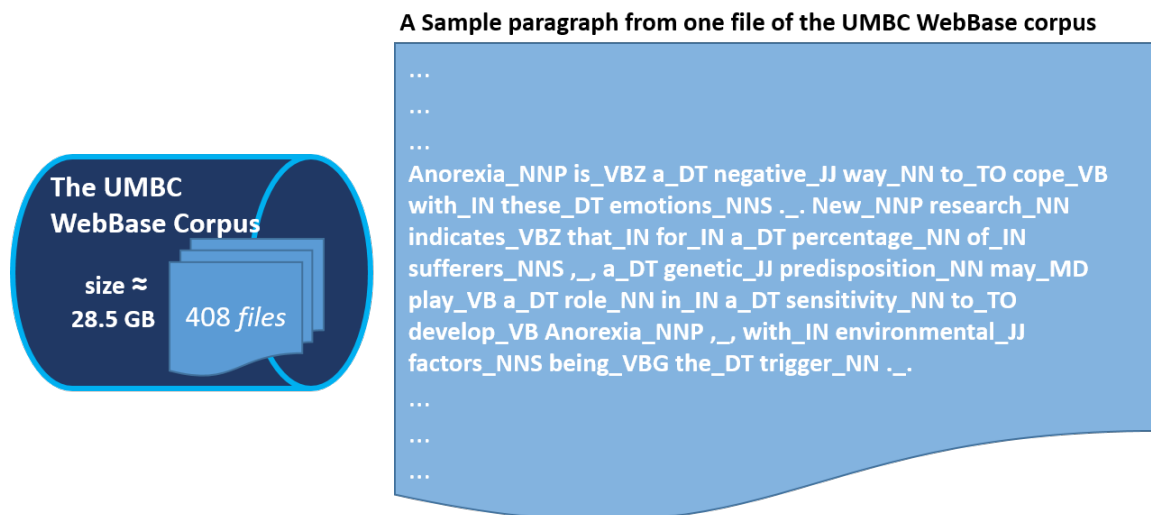 A Sample paragraph from one file of the UMBC WebBase corpus
The UMBC
WebBase Corpus
size ≈
28.5 GB
408 files
...
...
...
Anorexia_NNP is_VBZ a_DT negative_JJ way_NN to_TO cope_VB
with_IN these_DT emotions_NNS ._. New_NNP research_NN
indicates_VBZ that_IN for_IN a_DT percentage_NN of_IN
sufferers_NNS ,_, a_DT genetic_JJ predisposition_NN may_MD
play_VB a_DT role_NN in_IN a_DT sensitivity_NN to_TO
develop_VB Anorexia_NNP ,_, with_IN environmental_JJ
factors_NNS being_VBG the_DT trigger_NN ._.
...
...
...